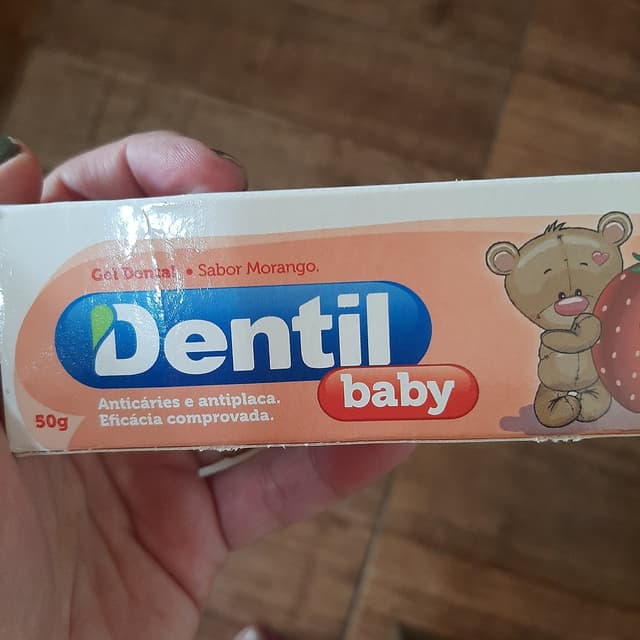 Gel Dental • Sabor Morango.
Dentil
baby
Anticáries e antiplaca.
Eficácia comprovada.
50g